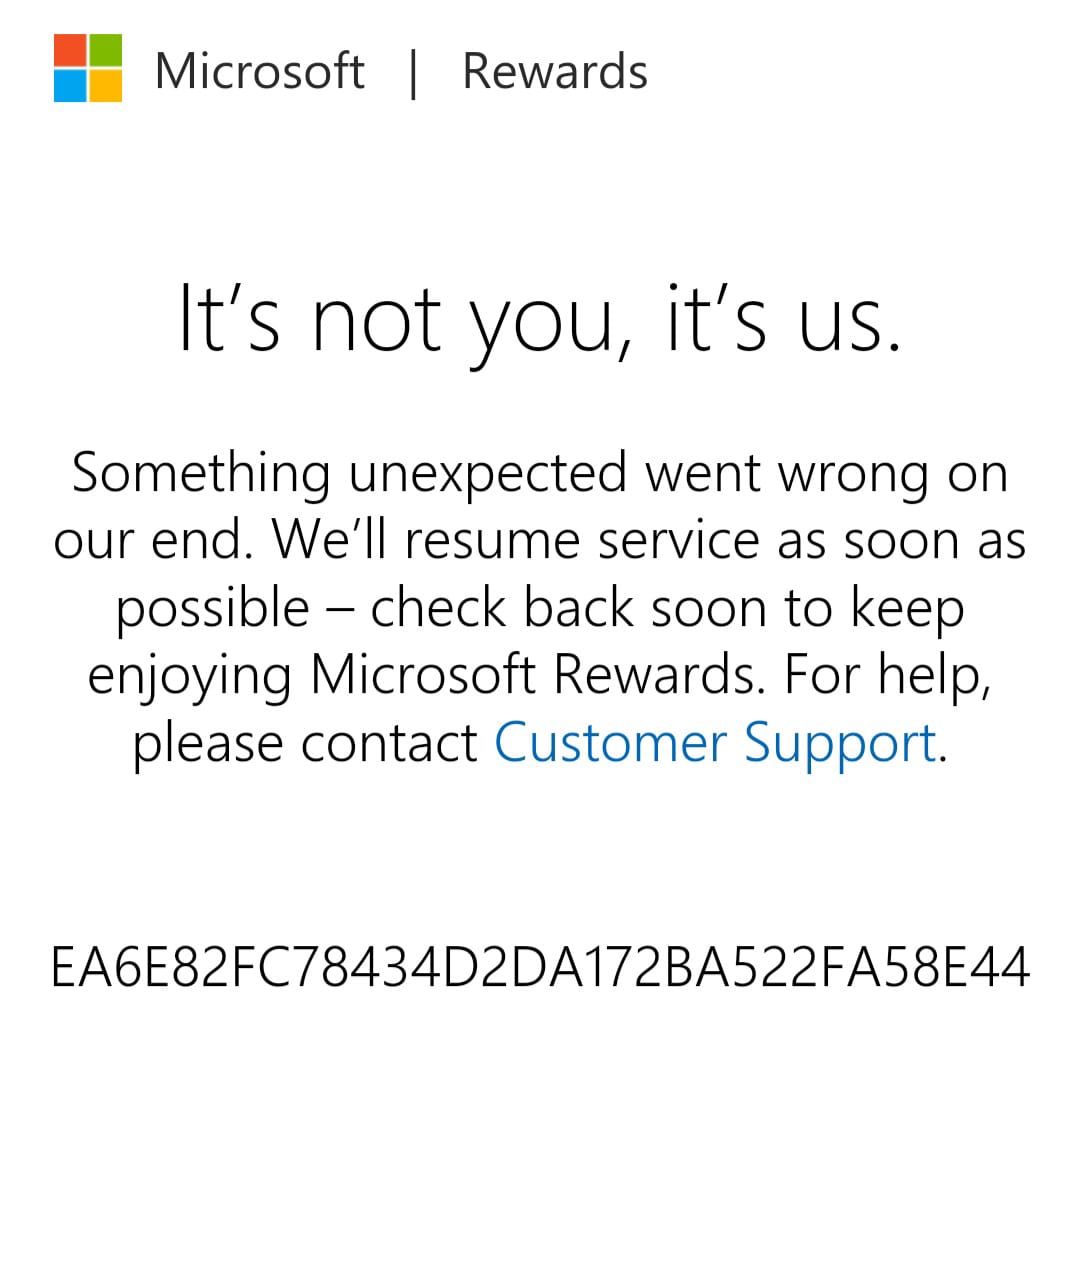 Microsoft | Rewards
It’s not you, it’s us.
Something unexpected went wrong on
our end. We’ll resume service as soon as
possible – check back soon to keep
enjoying Microsoft Rewards. For help,
please contact Customer Support.
EA6E82FC78434D2DA172BA522FA58E44